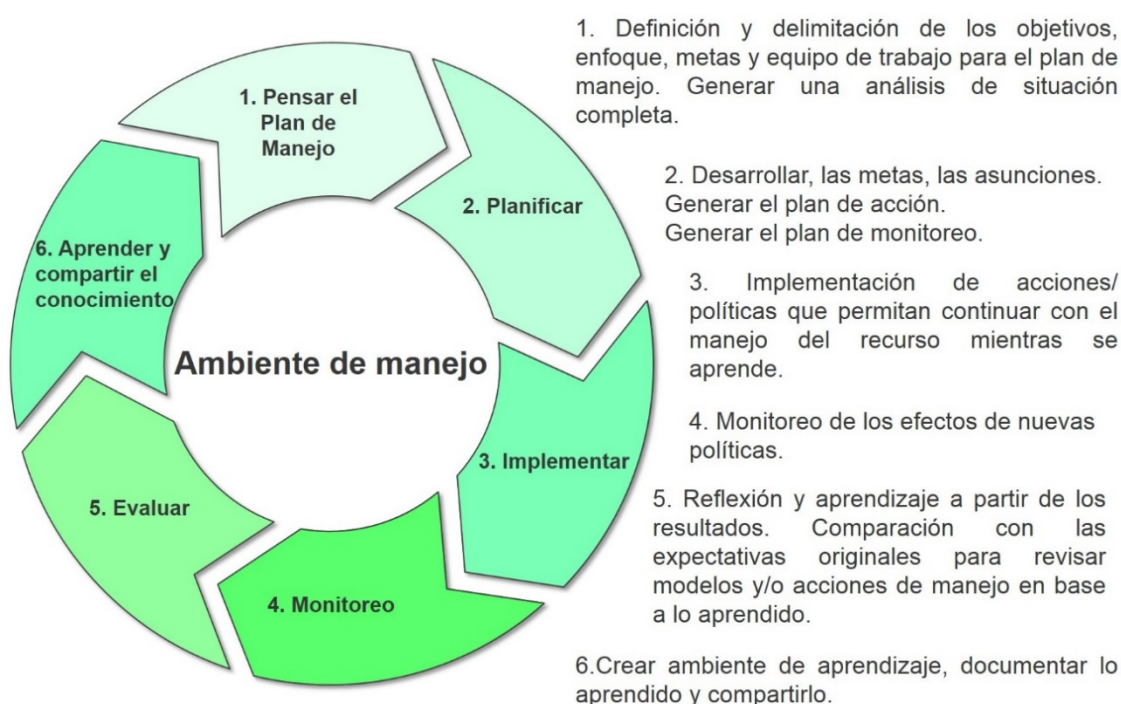 1. Pensar el
Plan de
Manejo
2. Planificar
3. Implementar
4. Monitoreo
5. Evaluar
6. Aprender y
compartir el
conocimiento
Ambiente de manejo
1. Definición y delimitación de los objetivos,
enfoque, metas y equipo de trabajo para el plan de
manejo. Generar una análisis de situación
completa.
2. Desarrollar, las metas, las asunciones.
Generar el plan de acción.
Generar el plan de monitoreo.
3. Implementación de acciones/
políticas que permitan continuar con el
manejo del recurso mientras se
aprende.
4. Monitoreo de los efectos de nuevas
políticas.
5. Reflexión y aprendizaje a partir de los
resultados. Comparación con las
expectativas originales para revisar
modelos y/o acciones de manejo en base
a lo aprendido.
6.Crear ambiente de aprendizaje, documentar lo
aprendido y compartirlo.